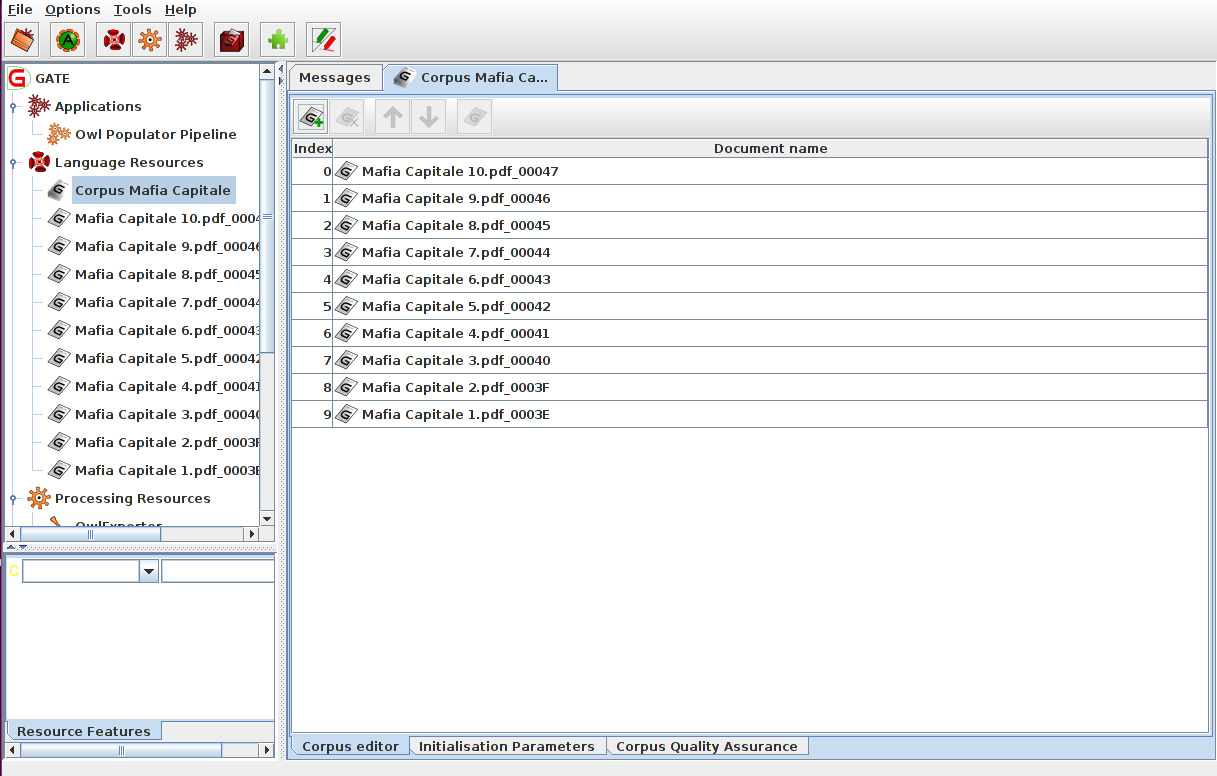 File Options Tools Help
GATE
Applications
Owl Populator Pipeline
Language Resources
Corpus Mafia Capitale
Mafia Capitale 10.pdf_0004
Mafia Capitale 9.pdf_00046
Mafia Capitale 8.pdf_00045
Mafia Capitale 7.pdf_00044
Mafia Capitale 6.pdf_00043
Mafia Capitale 5.pdf_00042
Mafia Capitale 4.pdf_00041
Mafia Capitale 3.pdf_00040
Mafia Capitale 2.pdf_0003F
Mafia Capitale 1.pdf_0003E
Processing Resources
OwlExporter
C
Resource Features
Messages Corpus Mafia Ca...
Index Document name
0 Mafia Capitale 10.pdf_00047
1 Mafia Capitale 9.pdf_00046
2 Mafia Capitale 8.pdf_00045
3 Mafia Capitale 7.pdf_00044
4 Mafia Capitale 6.pdf_00043
5 Mafia Capitale 5.pdf_00042
6 Mafia Capitale 4.pdf_00041
7 Mafia Capitale 3.pdf_00040
8 Mafia Capitale 2.pdf_0003F
9 Mafia Capitale 1.pdf_0003E
Corpus editor Initialisation Parameters Corpus Quality Assurance